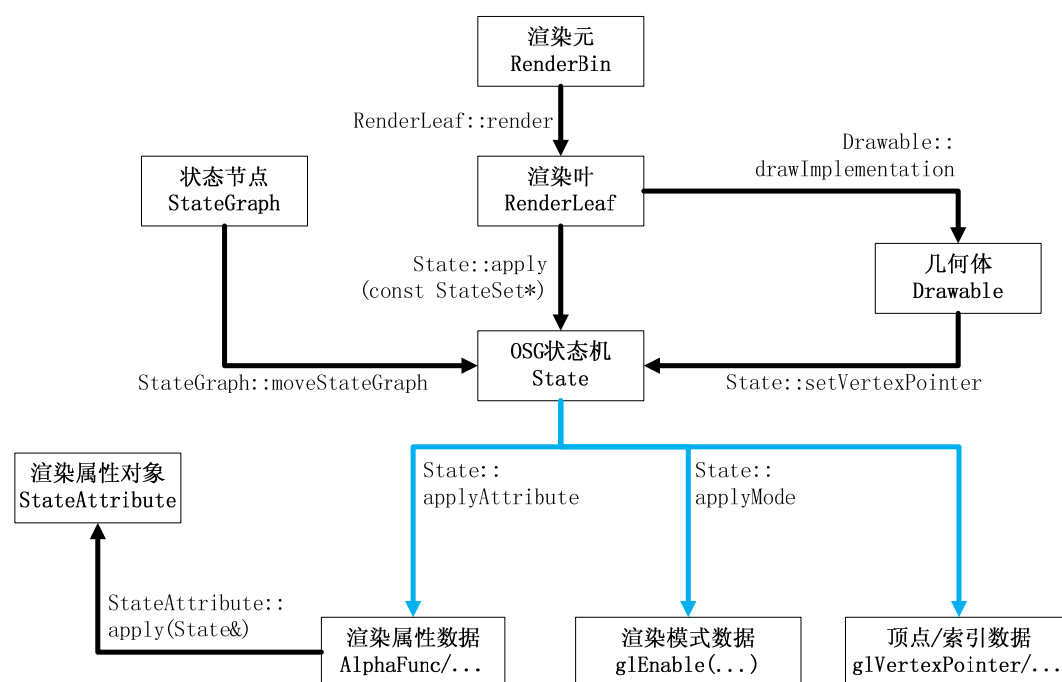 渲染元
RenderBin
RenderLeaf::render
Drawable::
drawImplementation
状态节点
StateGraph
渲染叶
RenderLeaf
State::apply
(const StateSet*)
几何体
Drawable
OSG状态机
State
StateGraph::moveStateGraph
State::setVertexPointer
渲染属性对象
StateAttribute
State::
applyAttribute
State::
applyMode
StateAttribute::
apply(State&)
渲染属性数据
AlphaFunc/...
渲染模式数据
glEnable(...)
顶点/索引数据
glVertexPointer/...